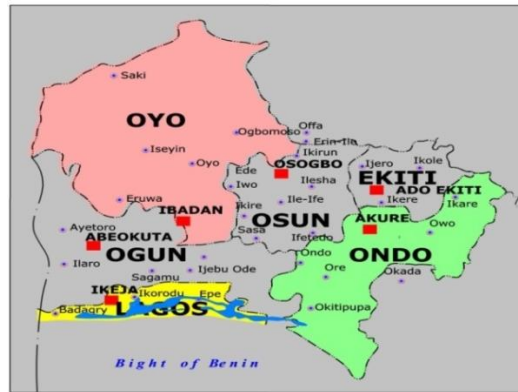 Saki
OYO
Ogbomoso
Offa
Erin-Ila
Ikirun
Iseyin
Oyo
Ede
OSOGBO
Ijero
Ikole
EKITI
Iwo
Ilesha
ADO EKITI
Eruwa
Ikire
Ile-Ife
Ikere
Ikare
IBADAN
OSUN
AKURE
Owo
Ayetoro
ABEOKUTA
Sasa
Ifetedo
OGUN
ONDO
Ilaro
Ijebu Ode
Ondo
Sagamu
Ore
Okada
IKEJA
Ikorodu
Epe
LAGOS
Badagry
Okitipupa
Bight of Benin